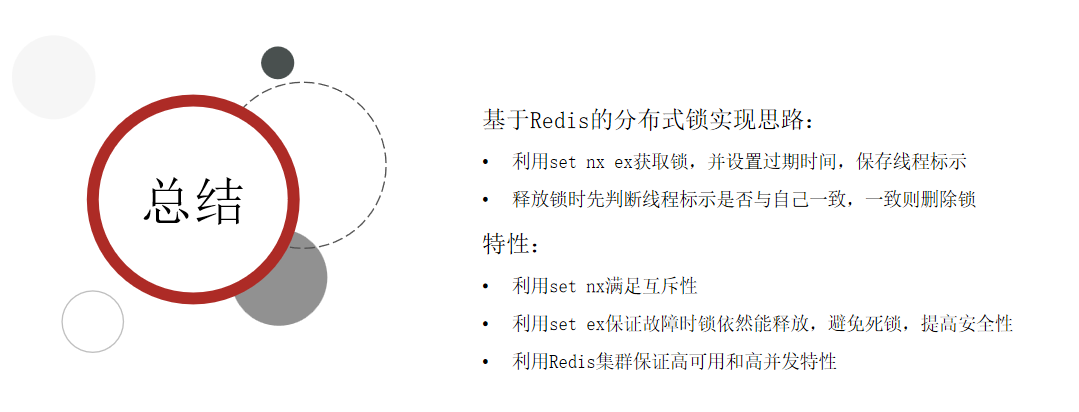 总结
基于Redis的分布式锁实现思路：
• 利用set nx ex获取锁，并设置过期时间，保存线程标示
• 释放锁时先判断线程标示是否与自己一致，一致则删除锁
特性：
• 利用set nx满足互斥性
• 利用set ex保证故障时锁依然能释放，避免死锁，提高安全性
• 利用Redis集群保证高可用和高并发特性